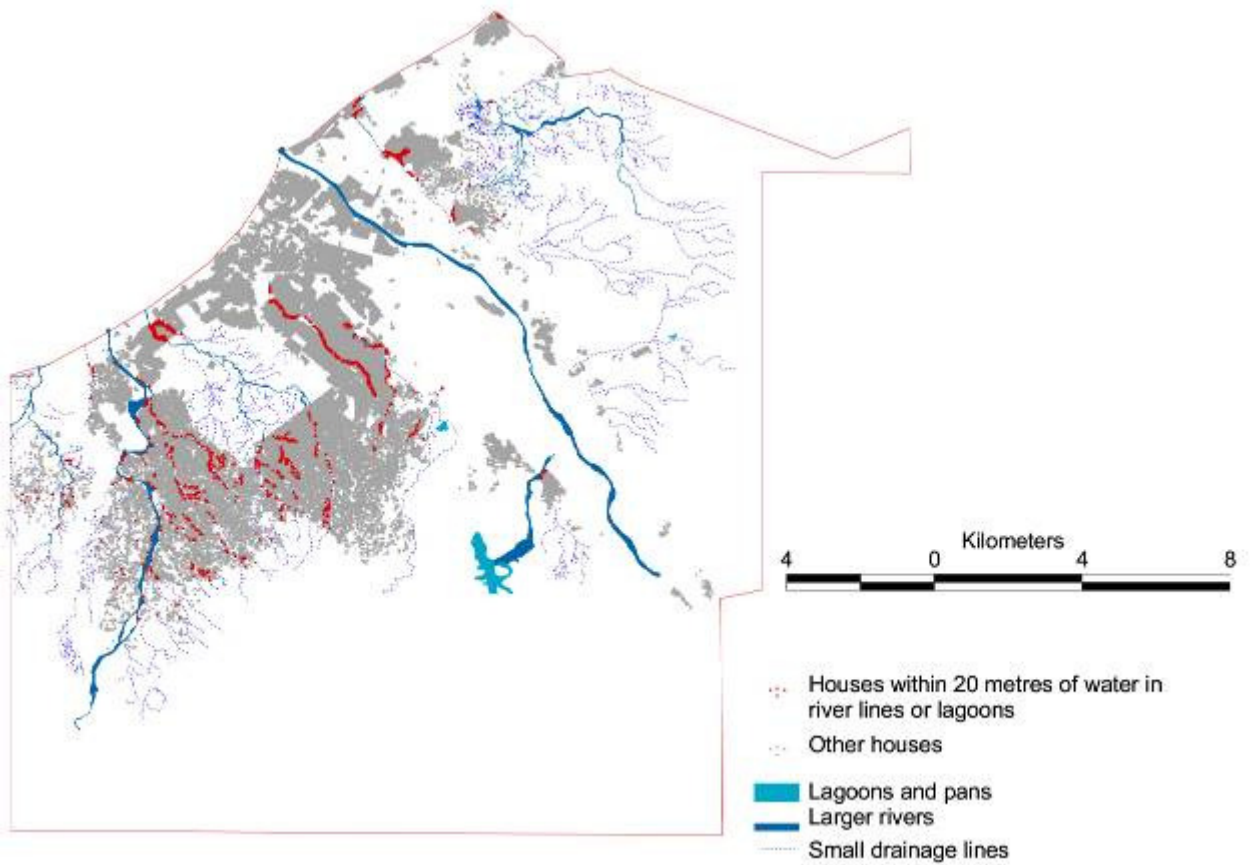 Kilometers
4 0 4 8
Houses within 20 metres of water in
river lines or lagoons
Other houses
Lagoons and pans
Larger rivers
Small drainage lines